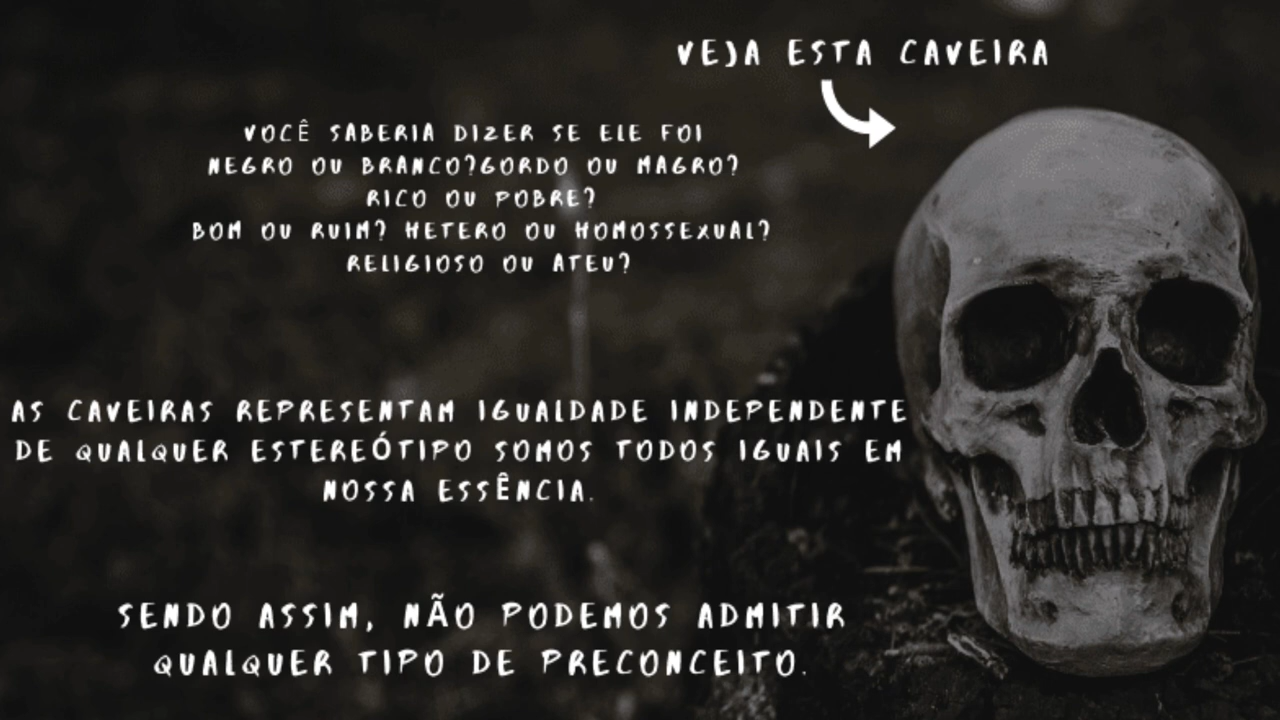 VEJA ESTA CAVEIRA
VOCÊ SABERIA DIZER SE ELE FOI
NEGRO OU BRANCO?GORDO OU MAGRO?
RICO OU POBRE?
BOM OU RUIM? HETERO OU HOMOSSEXUAL?
RELIGIOSO OU ATEU?
AS CAVEIRAS REPRESENTAM IGUALDADE INDEPENDENTE
DE QUALQUER ESTEREÓTIPO SOMOS TODOS IGUAIS EM
NOSSA ESSÊNCIA.
SENDO ASSIM, NÃO PODEMOS ADMITIR
QUALQUER TIPO DE PRECONCEITO.